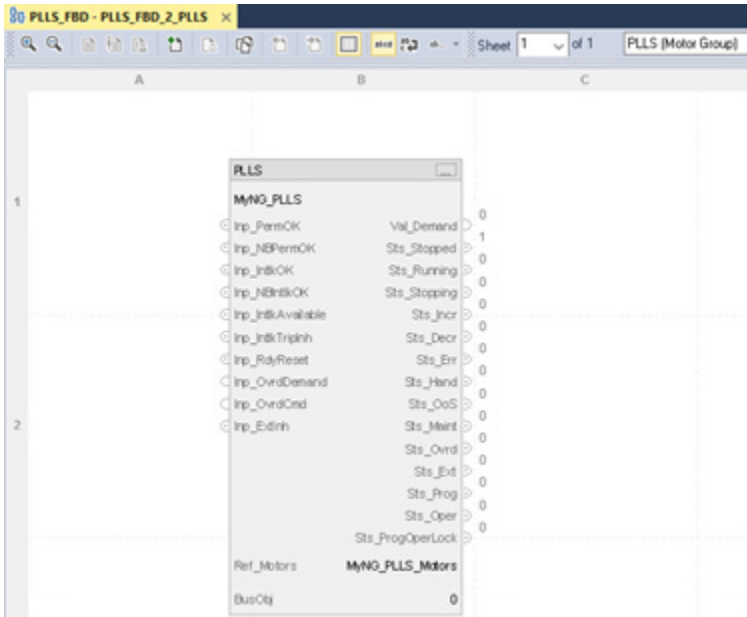 PLLS_FBD - PLLS_FBD_2_PLLS ×
Sheet 1 of 1 PLLS (Motor Group)
A B C
PLLS ...
1
MyNG_PLLS
Inp_PermOK Val_Demand 0
Inp_NBPermOK Sts_Stopped 1
Inp_IntlkOK Sts_Running 0
Inp_NBIntlkOK Sts_Stopping 0
Inp_IntlkAvailable Sts_Incr 0
Inp_IntlkTripInh Sts_Decr 0
Inp_RdyReset Sts_Err 0
Inp_OvrdDemand Sts_Hand 0
Inp_OvrdCmd Sts_OoS 0
2
Inp_ExtInh Sts_Maint 0
Sts_Ovrd 0
Sts_Ext 0
Sts_Prog 0
Sts_Oper 0
Sts_ProgOperLock 0
Ref_Motors MyNG_PLLS_Motors
BusObj 0